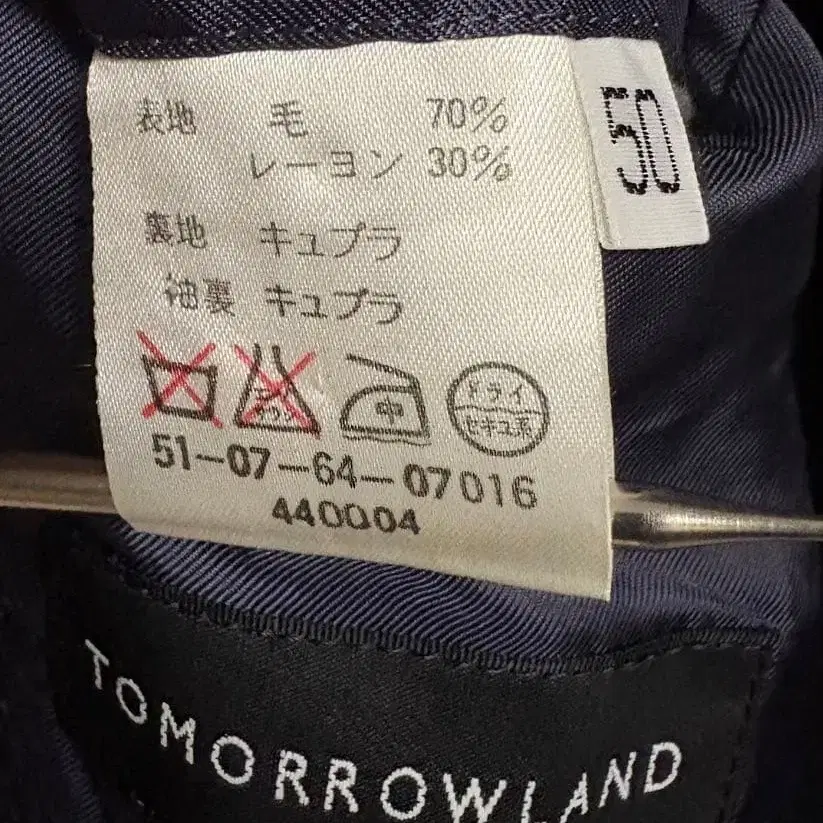 表地 毛 70%
レーヨン 30%
裏地 キュプラ
袖裏 キュプラ
中
ドライ
セキユ系
51-07-64-07016
440004
50
TOMORROWLAND